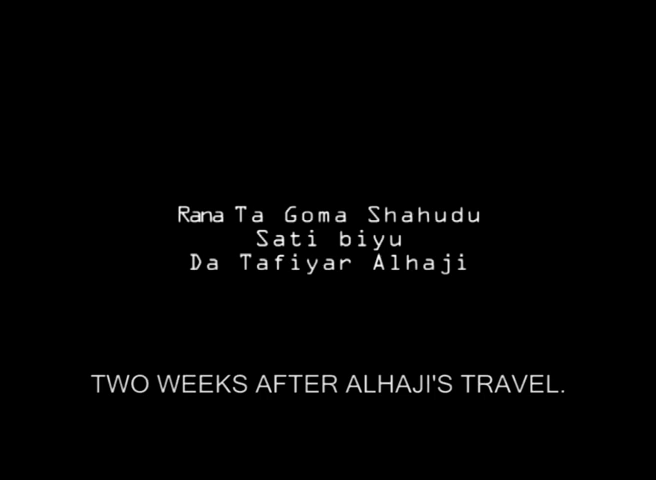 Rana Ta Goma Shahudu
Sati biyu
Da Tafiyar Alhaji
TWO WEEKS AFTER ALHAJI'S TRAVEL.